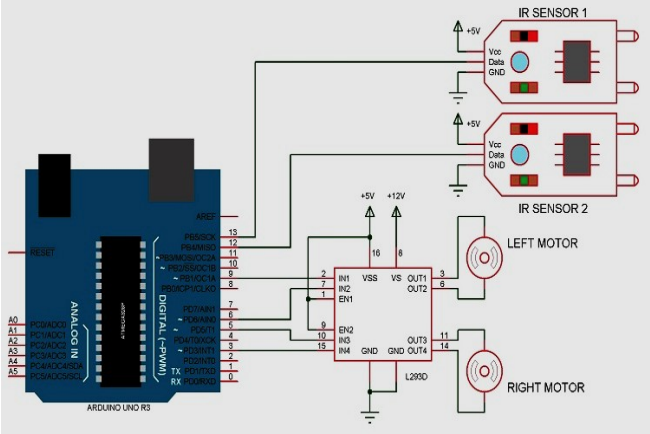 IR SENSOR 1
+5V
Vcc
Data
GND
+5V
Vcc
Data
GND
IR SENSOR 2
AREF
RESET
PB5/SCK 13
PB4/MISO 12
~PB3/MOSI/OC2A 11
~ PB2/SS/OC1B 10
~ PB1/OC1A 9
PB0/ICP1/CLKO 8
PD7/AIN1 7
~ PD6/AIN0 6
~ PD5/T1 5
PD4/T0/XCK 4
~ PD3/INT1 3
PD2/INT0 2
TX PD1/TXD 1
RX PD0/RXD 0
DIGITAL (~PWM)
ANALOG IN
A0 PC0/ADC0
A1 PC1/ADC1
A2 PC2/ADC2
A3 PC3/ADC3
A4 PC4/ADC4/SDA
A5 PC5/ADC5/SCL
ARDUINO UNO R3
+5V +12V
16 8
VSS VS
2 IN1
7 IN2
1 EN1
9 EN2
10 IN3
15 IN4
OUT1 3
OUT2 6
OUT3 11
OUT4 14
GND GND
L293D
LEFT MOTOR
RIGHT MOTOR